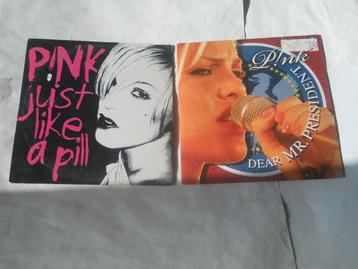 P!NK
just
like
a pill
P!nk
DEAR MR. PRESIDENT